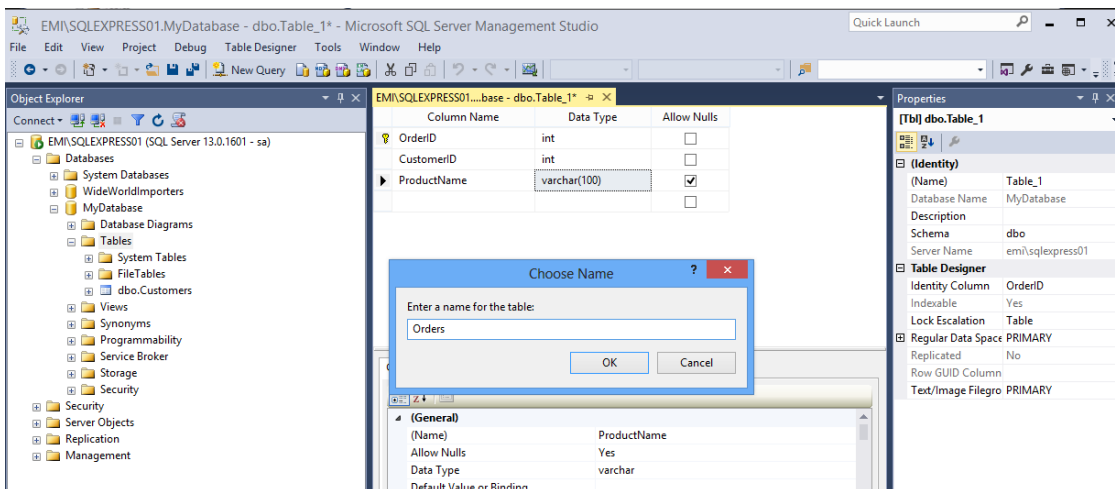 EMI\SQLEXPRESS01.MyDatabase - dbo.Table_1* - Microsoft SQL Server Management Studio
Quick Launch
File Edit View Project Debug Table Designer Tools Window Help
New Query
Object Explorer
Connect
EMI\SQLEXPRESS01 (SQL Server 13.0.1601 - sa)
Databases
System Databases
WideWorldImporters
MyDatabase
Database Diagrams
Tables
System Tables
FileTables
dbo.Customers
Views
Synonyms
Programmability
Service Broker
Storage
Security
Security
Server Objects
Replication
Management
EMI\SQLEXPRESS01....base - dbo.Table_1*
Column Name Data Type Allow Nulls
OrderID int
CustomerID int
ProductName varchar(100)
Choose Name
Enter a name for the table:
Orders
OK Cancel
(General)
(Name) ProductName
Allow Nulls Yes
Data Type varchar
Default Value or Binding
Properties
[Tbl] dbo.Table_1
(Identity)
(Name) Table_1
Database Name MyDatabase
Description
Schema dbo
Server Name emi\sqlexpress01
Table Designer
Identity Column OrderID
Indexable Yes
Lock Escalation Table
Regular Data Space PRIMARY
Replicated No
Row GUID Column
Text/Image Filegro PRIMARY